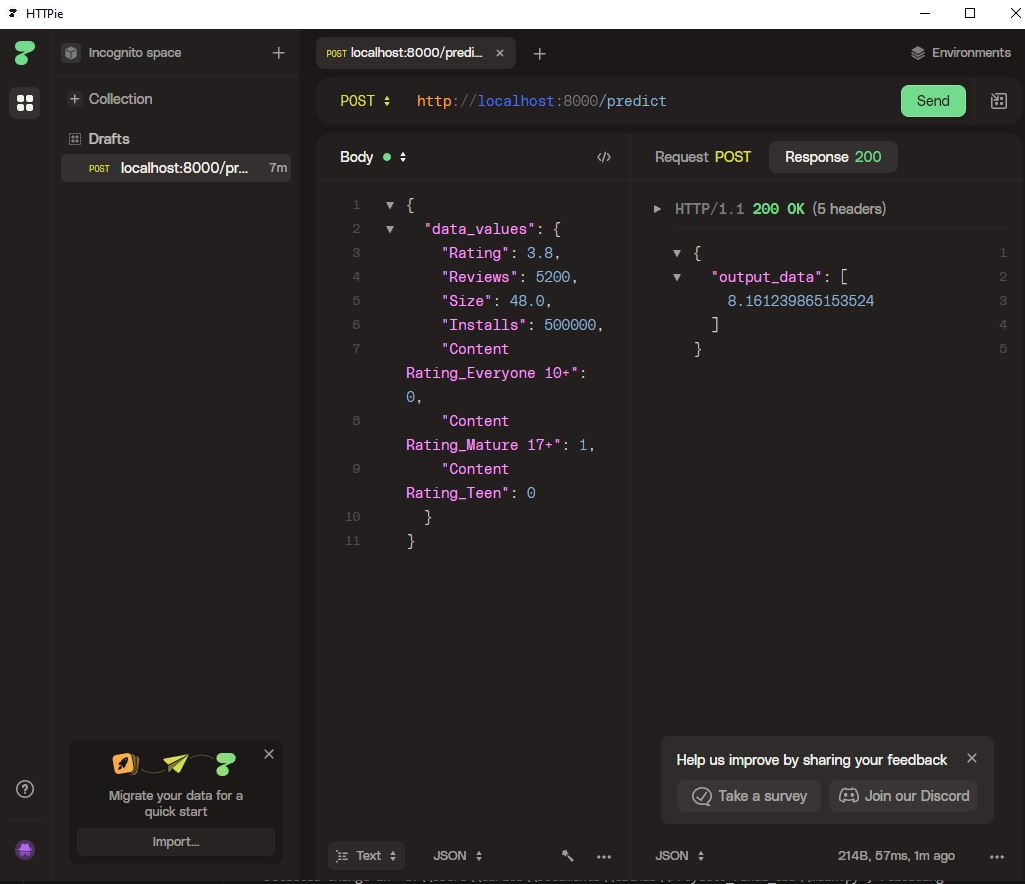 HTTPie
Incognito space
POST localhost:8000/predi...
Environments
Collection
POST http://localhost:8000/predict
Send
Drafts
POST localhost:8000/pr... 7m
Body
Request POST
Response 200
1 {
2 "data_values": {
3 "Rating": 3.8,
4 "Reviews": 5200,
5 "Size": 48.0,
6 "Installs": 500000,
7 "Content
Rating_Everyone 10+":
0,
8 "Content
Rating_Mature 17+": 1,
9 "Content
Rating_Teen": 0
10 }
11 }
HTTP/1.1 200 OK (5 headers)
{ 1
"output_data": [ 2
8.161239865153524 3
] 4
} 5
Migrate your data for a
quick start
Import...
Help us improve by sharing your feedback
Take a survey
Join our Discord
Text
JSON
JSON
214B, 57ms, 1m ago